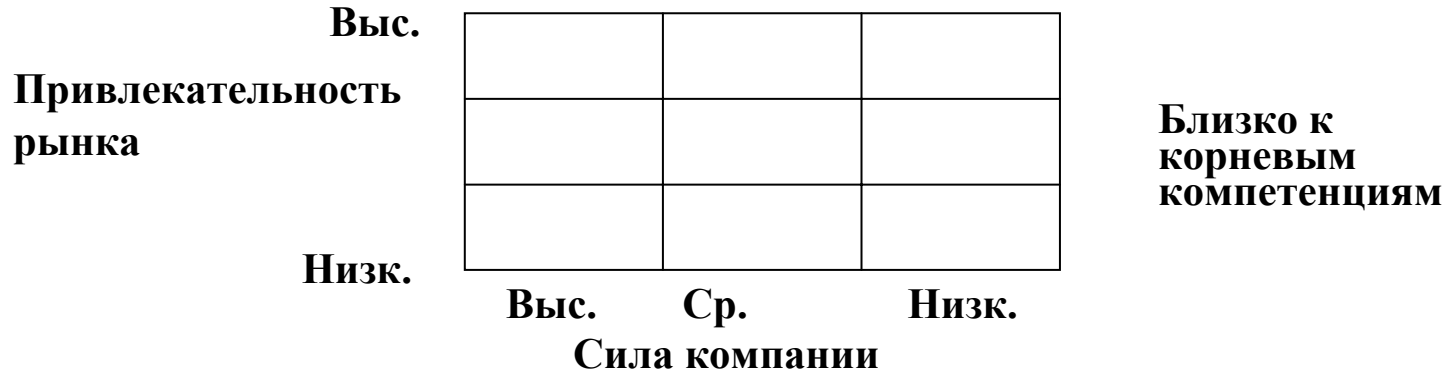 Выс.
Привлекательность
рынка
Близко к
корневым
компетенциям
Низк.
Выс. Ср. Низк.
Сила компании